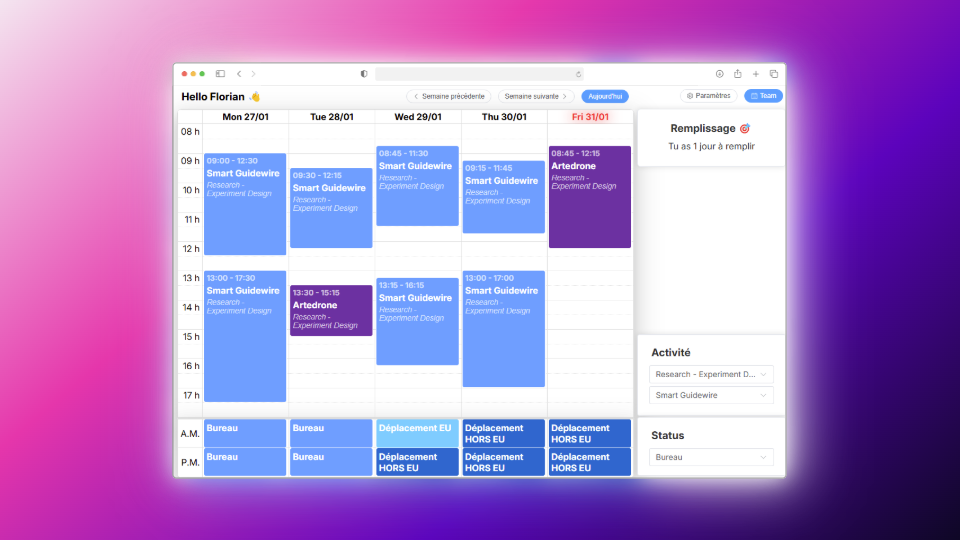 Hello Florian 👋
Semaine précédente
Semaine suivante
Aujourd'hui
Paramètres
Team
Mon 27/01
Tue 28/01
Wed 29/01
Thu 30/01
Fri 31/01
08 h
09 h
10 h
11 h
12 h
13 h
14 h
15 h
16 h
17 h
09:00 - 12:30
Smart Guidewire
Research -
Experiment Design
13:00 - 17:30
Smart Guidewire
Research -
Experiment Design
09:30 - 12:15
Smart Guidewire
Research -
Experiment Design
13:30 - 15:15
Artedrone
Research -
Experiment Design
08:45 - 11:30
Smart Guidewire
Research -
Experiment Design
13:15 - 16:15
Smart Guidewire
Research -
Experiment Design
09:15 - 11:45
Smart Guidewire
Research -
Experiment Design
13:00 - 17:00
Smart Guidewire
Research -
Experiment Design
08:45 - 12:15
Artedrone
Research -
Experiment Design
A.M.
Bureau
Bureau
Déplacement EU
Déplacement
HORS EU
Déplacement
HORS EU
P.M.
Bureau
Bureau
Déplacement
HORS EU
Déplacement
HORS EU
Déplacement
HORS EU
Remplissage 🎯
Tu as 1 jour à remplir
Activité
Research - Experiment D...
Smart Guidewire
Status
Bureau